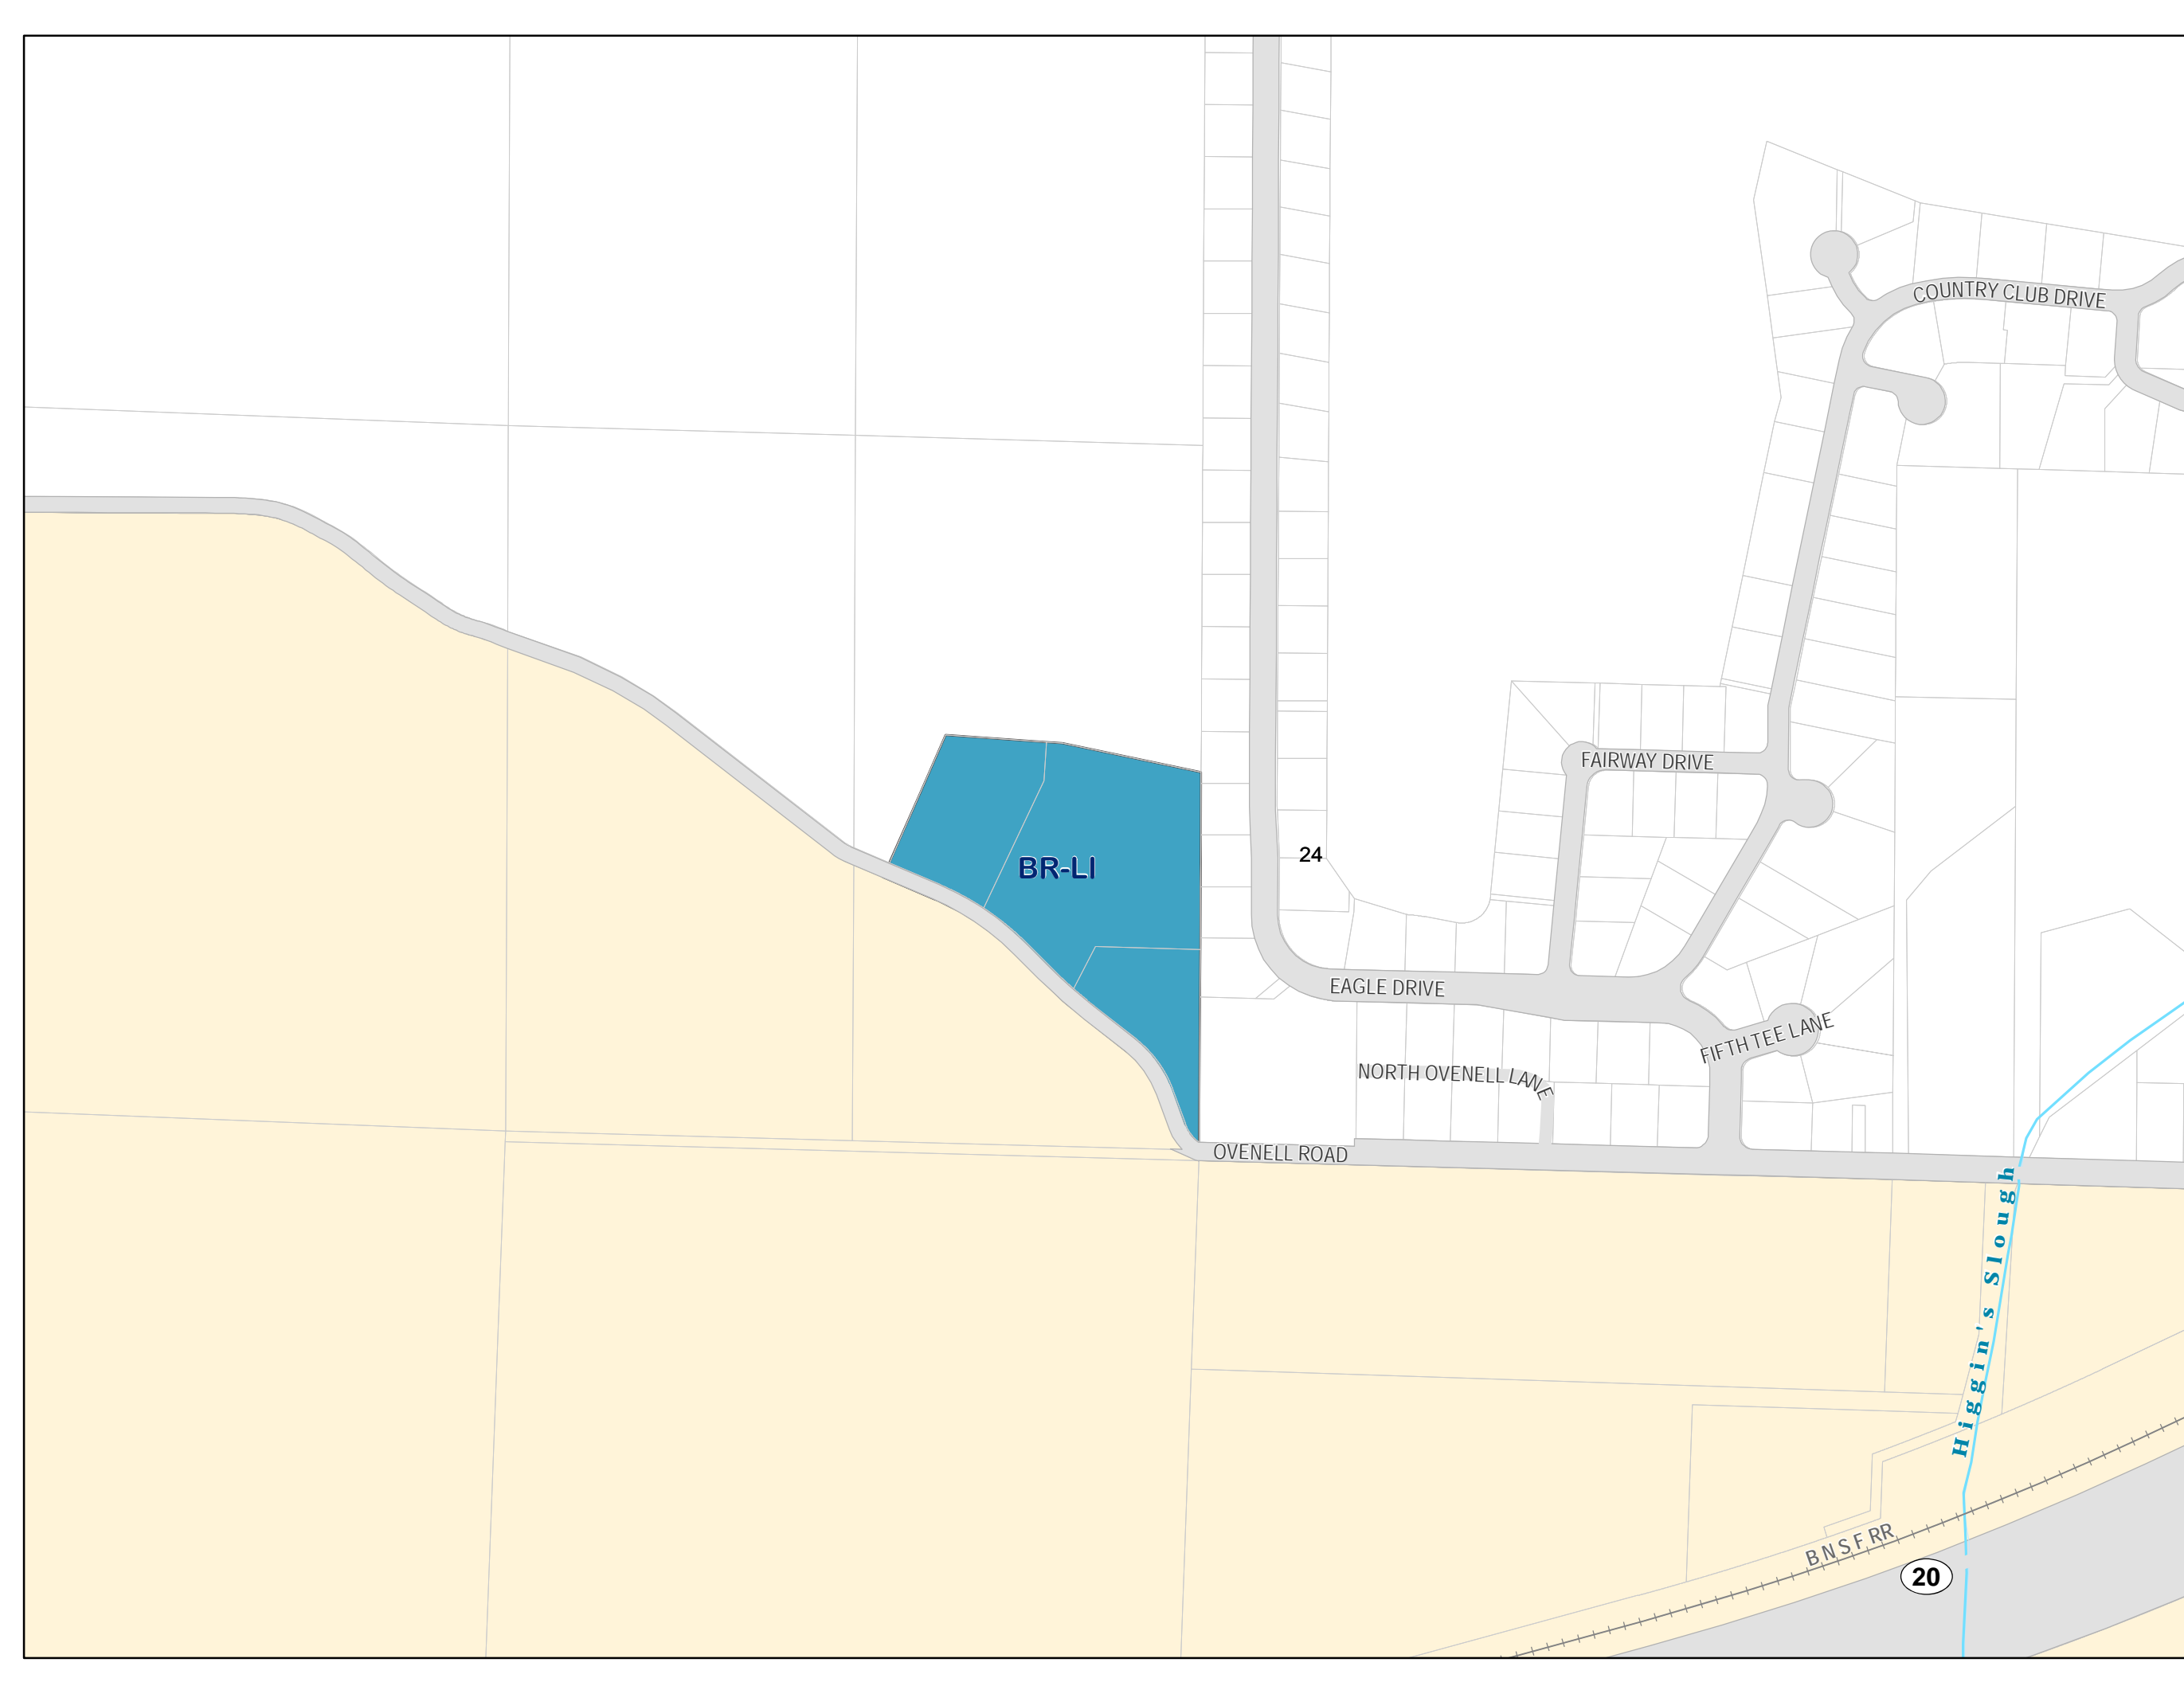 COUNTRY CLUB DRIVE
FAIRWAY DRIVE
24
BR-LI
EAGLE DRIVE
FIFTH TEE LANE
NORTH OVENELL LANE
OVENELL ROAD
Higgin's Slough
BNSF RR
20